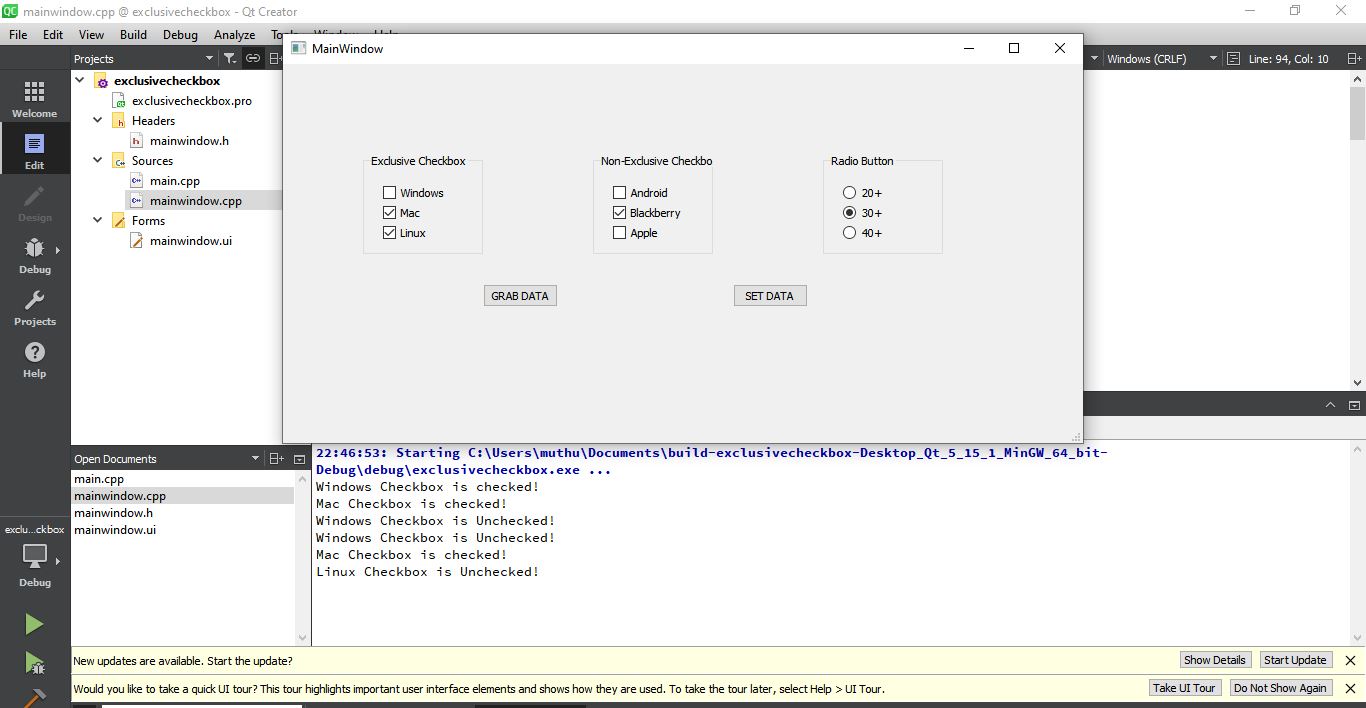 mainwindow.cpp @ exclusivecheckbox - Qt Creator
File Edit View Build Debug Analyze
Projects
Windows (CRLF)
Line: 94, Col: 10
MainWindow
Welcome
Edit
Design
Debug
Projects
Help
exclusivecheckbox
exclusivecheckbox.pro
Headers
mainwindow.h
Sources
main.cpp
mainwindow.cpp
Forms
mainwindow.ui
Exclusive Checkbox
Windows
Mac
Linux
Non-Exclusive Checkbo
Android
Blackberry
Apple
Radio Button
20+
30+
40+
GRAB DATA
SET DATA
Open Documents
main.cpp
mainwindow.cpp
mainwindow.h
mainwindow.ui
exclu...ckbox
Debug
22:46:53: Starting C:\Users\muthu\Documents\build-exclusivecheckbox-Desktop_Qt_5_15_1_MinGW_64_bit-
Debug\debug\exclusivecheckbox.exe ...
Windows Checkbox is checked!
Mac Checkbox is checked!
Windows Checkbox is Unchecked!
Windows Checkbox is Unchecked!
Mac Checkbox is checked!
Linux Checkbox is Unchecked!
New updates are available. Start the update?
Show Details
Start Update
Would you like to take a quick UI tour? This tour highlights important user interface elements and shows how they are used. To take the tour later, select Help > UI Tour.
Take UI Tour
Do Not Show Again